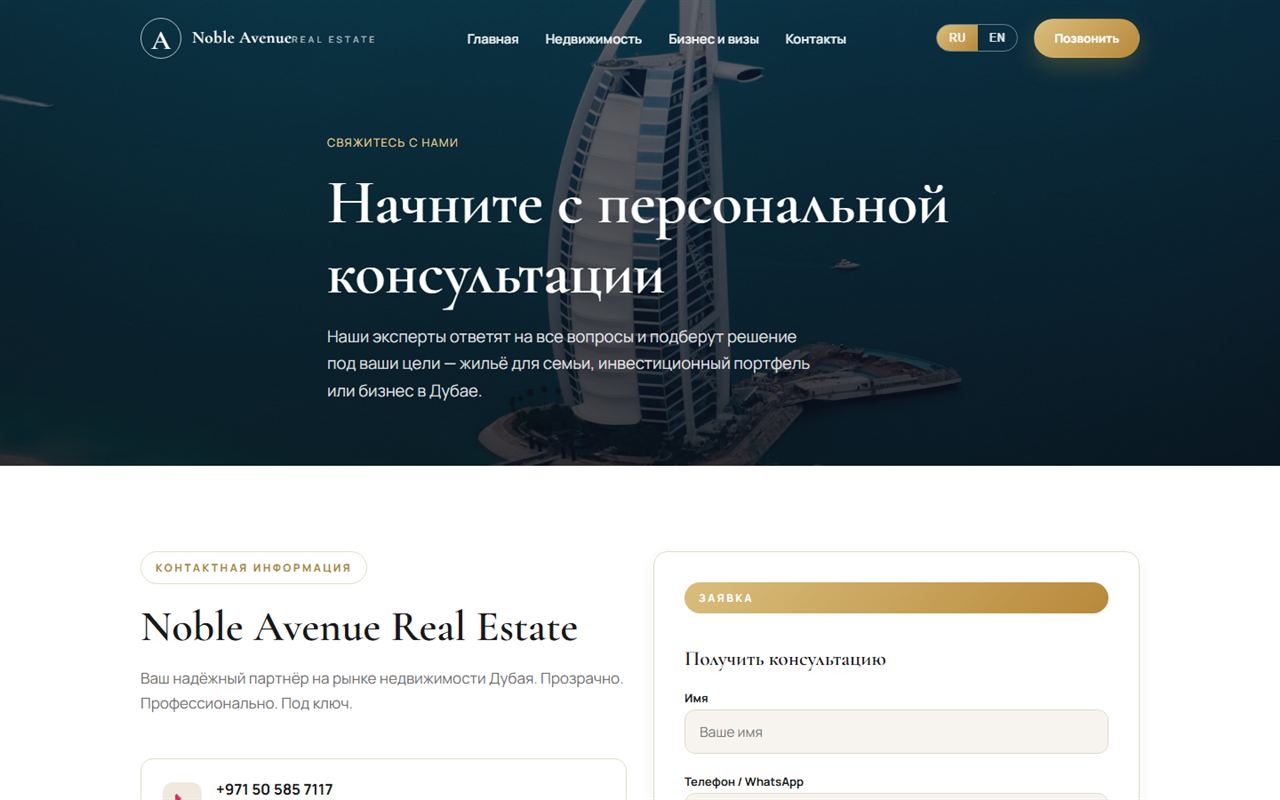 A Noble Avenue REAL ESTATE
Главная Недвижимость Бизнес и визы Контакты
RU EN
Позвонить
СВЯЖИТЕСЬ С НАМИ
Начните с персональной
консультации
Наши эксперты ответят на все вопросы и подберут решение
под ваши цели — жильё для семьи, инвестиционный портфель
или бизнес в Дубае.
КОНТАКТНАЯ ИНФОРМАЦИЯ
Noble Avenue Real Estate
Ваш надёжный партнёр на рынке недвижимости Дубая. Прозрачно.
Профессионально. Под ключ.
+971 50 585 7117
ЗАЯВКА
Получить консультацию
Имя
Ваше имя
Телефон / WhatsApp